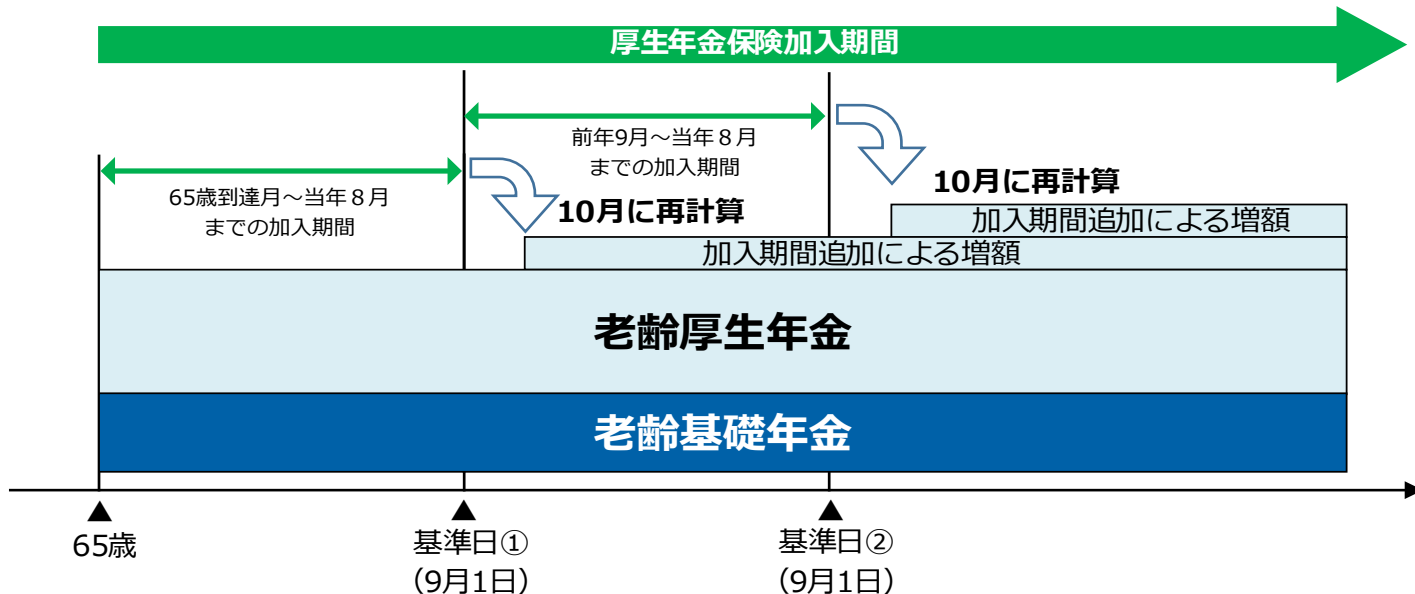 厚生年金保険加入期間
前年9月～当年８月
までの加入期間
65歳到達月～当年８月
までの加入期間
10月に再計算
10月に再計算
加入期間追加による増額
加入期間追加による増額
老齢厚生年金
老齢基礎年金
65歳
基準日①
（9月1日）
基準日②
（9月1日）